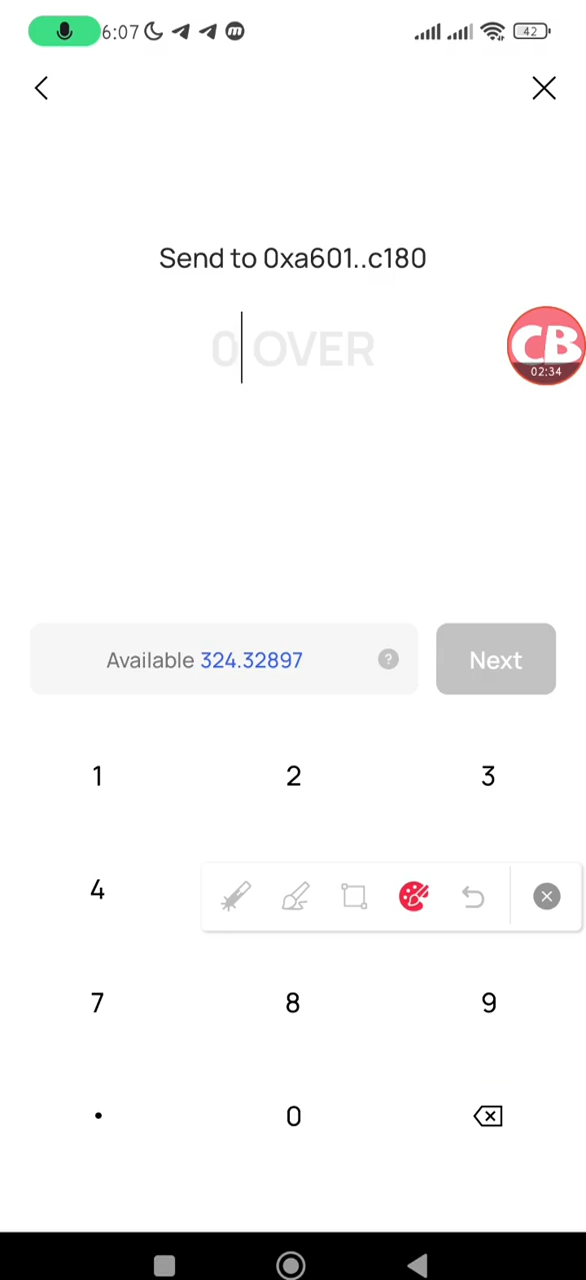 6:07 42
Send to 0xa601..c180
0 OVER
CB
02:34
Available 324.32897 ?
Next
1 2 3
4
7 8 9
. 0